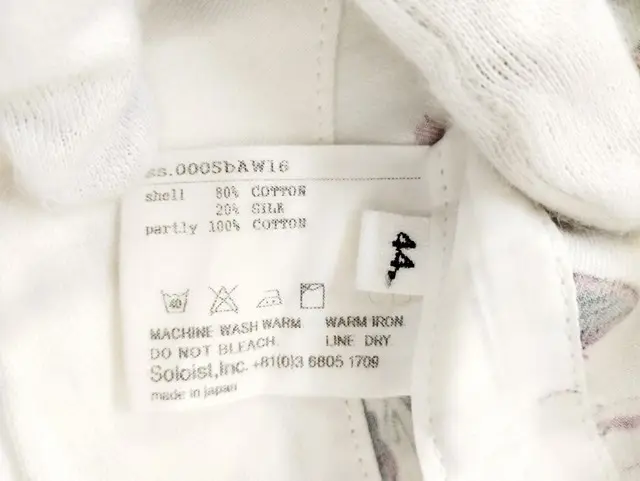 ss.0005bAW16
shell 80% COTTON
20% SILK
partly 100% COTTON
44.
40
MACHINE WASH WARM. WARM IRON.
DO NOT BLEACH. LINE DRY.
Soloist,Inc. +81(0)3 6805 1709
made in japan